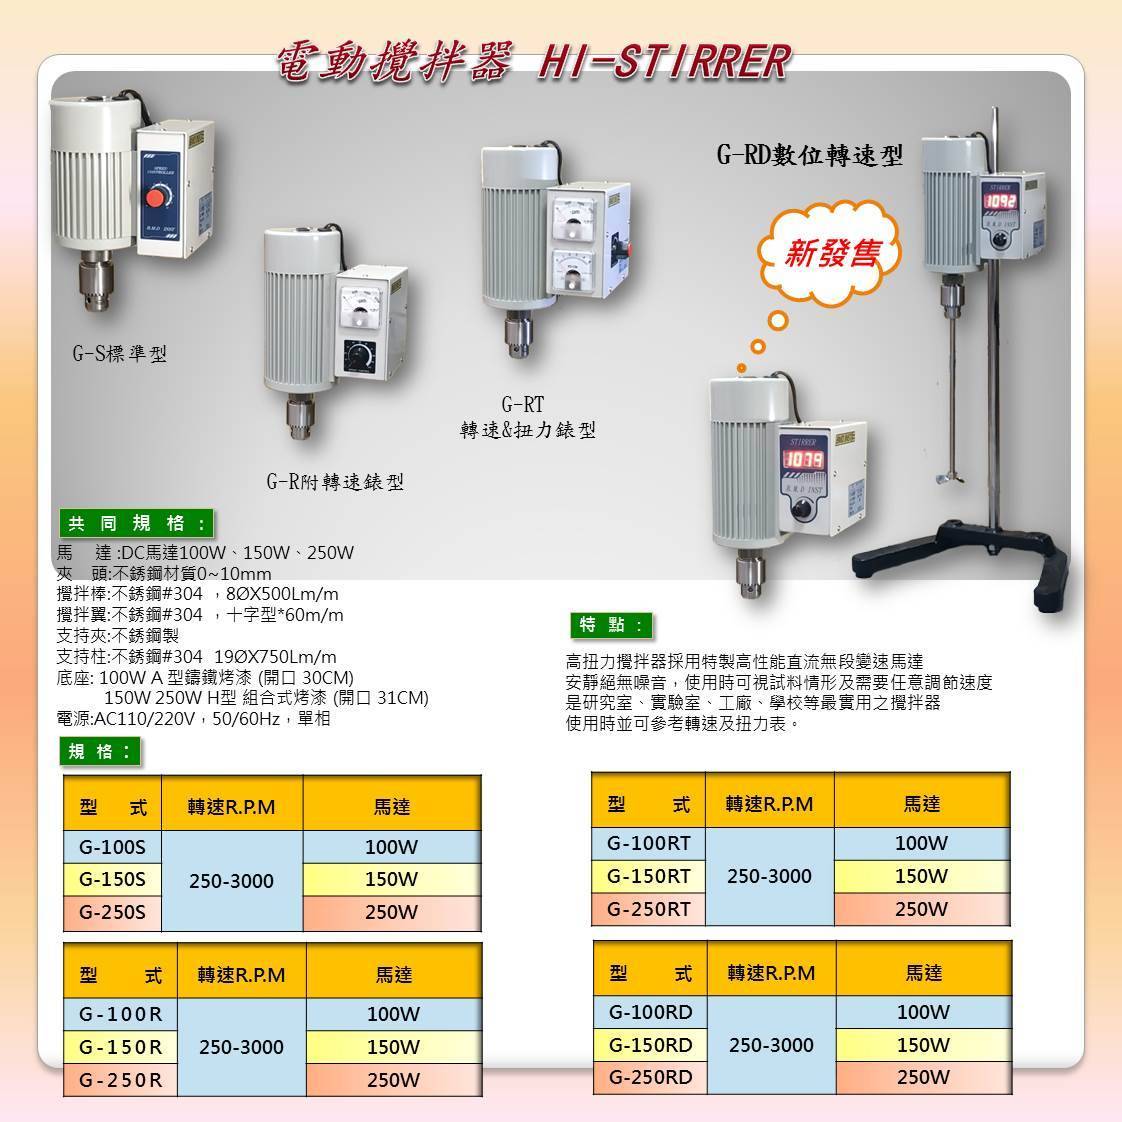 電動攪拌器 HI-STIRRER
G-RD數位轉速型
新發售
SPEED
CONTROLLER
H.M.D INST
STIRRER
1092
H.M.D INST
G-S標準型
G-RT
轉速&扭力錶型
STIRRER
1079
H.M.D INST
G-R附轉速錶型
共同規格:
馬 達:DC馬達100W、150W、250W
夾 頭:不銹鋼材質0~10mm
攪拌棒:不銹鋼#304 ,8ØX500Lm/m
攪拌翼:不銹鋼#304 ,十字型*60m/m
支持夾:不銹鋼製
支持柱:不銹鋼#304 19ØX750Lm/m
底座: 100W A 型鑄鐵烤漆 (開口 30CM)
150W 250W H型 組合式烤漆 (開口 31CM)
電源:AC110/220V,50/60Hz,單相
特點:
高扭力攪拌器採用特製高性能直流無段變速馬達
安靜絕無噪音,使用時可視試料情形及需要任意調節速度
是研究室、實驗室、工廠、學校等最實用之攪拌器
使用時並可參考轉速及扭力表。
規格:
型 式 轉速R.P.M 馬達
G-100S 100W
G-150S 250-3000 150W
G-250S 250W
型 式 轉速R.P.M 馬達
G-100RT 100W
G-150RT 250-3000 150W
G-250RT 250W
型 式 轉速R.P.M 馬達
G-100R 100W
G-150R 250-3000 150W
G-250R 250W
型 式 轉速R.P.M 馬達
G-100RD 100W
G-150RD 250-3000 150W
G-250RD 250W